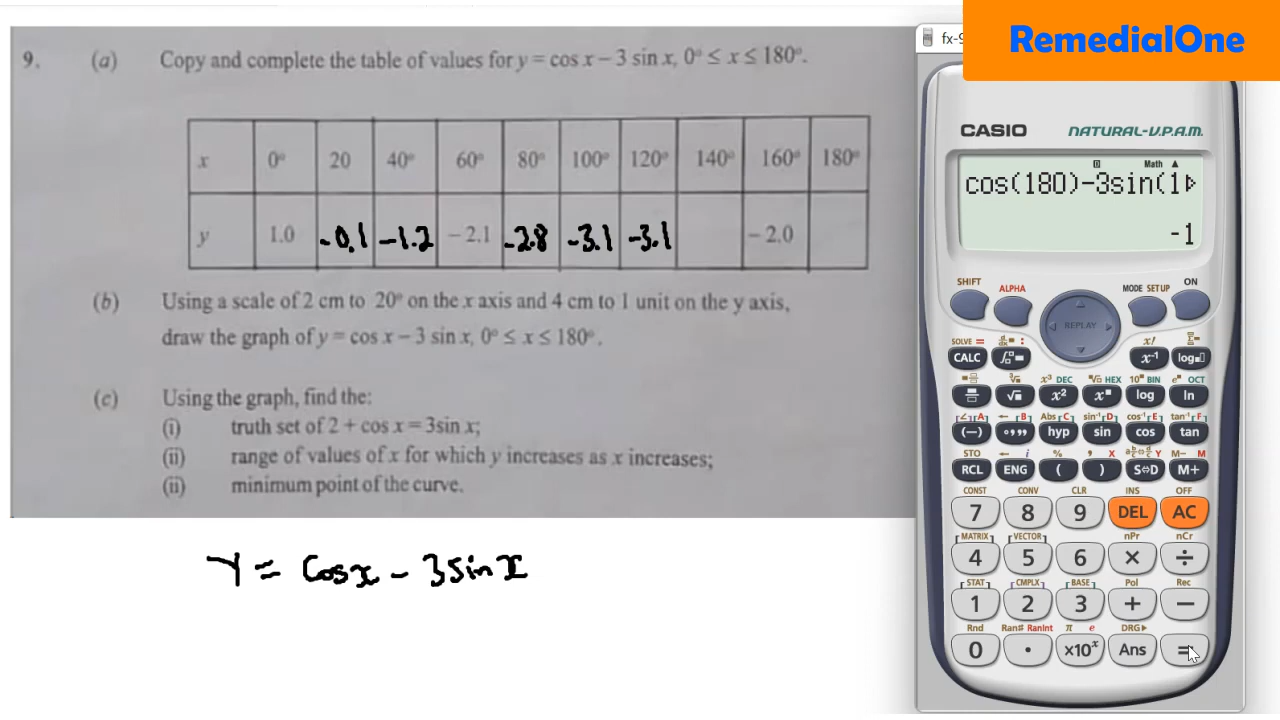 fx-9
RemedialOne
9. (a) Copy and complete the table of values for y = cos x – 3 sin x, 0° ≤ x ≤ 180°.
x 0° 20 40° 60° 80° 100° 120° 140° 160° 180°
y 1.0 -0.1 -1.2 – 2.1 -2.8 -3.1 -3.1 – 2.0
(b) Using a scale of 2 cm to 20° on the x axis and 4 cm to 1 unit on the y axis,
draw the graph of y = cos x – 3 sin x, 0° ≤ x ≤ 180°.
(c) Using the graph, find the:
(i) truth set of 2 + cos x = 3sin x;
(ii) range of values of x for which y increases as x increases;
(ii) minimum point of the curve.
Y = Cosx - 3sinx
CASIO NATURAL-V.P.A.M.
D Math ▲
cos(180)-3sin(1▷
-1
SHIFT ALPHA MODE SETUP ON
REPLAY
SOLVE = d/dx : x! Σ
CALC ∫ x⁻¹ log
³√ x³ DEC ˣ√ HEX 10ˣ BIN eˣ OCT
√ x² xˣ log ln
[∠][A] ← [B] Abs [C] sin⁻¹[D] cos⁻¹[E] tan⁻¹[F]
(−) °,,, hyp sin cos tan
STO ← i % , X Y M− M
RCL ENG ( ) S⇔D M+
CONST CONV CLR INS OFF
7 8 9 DEL AC
[MATRIX] [VECTOR] nPr nCr
4 5 6 × ÷
[STAT] [CMPLX] [BASE] Pol Rec
1 2 3 + −
Rnd Ran# RanInt π e DRG▶
0 · ×10ˣ Ans =